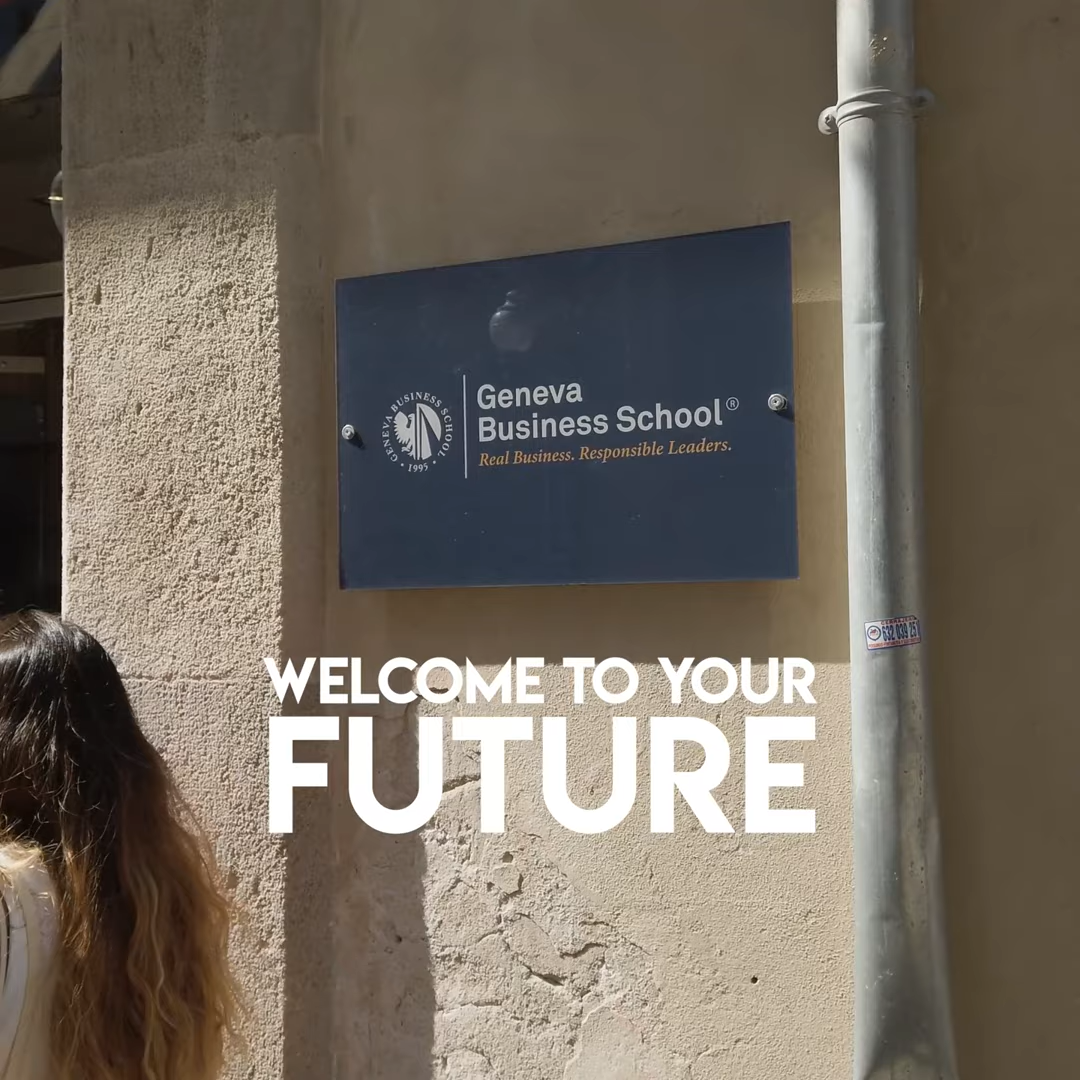 GENEVA BUSINESS SCHOOL
• 1995 •
Geneva
Business School®
Real Business. Responsible Leaders.
WELCOME TO YOUR
FUTURE